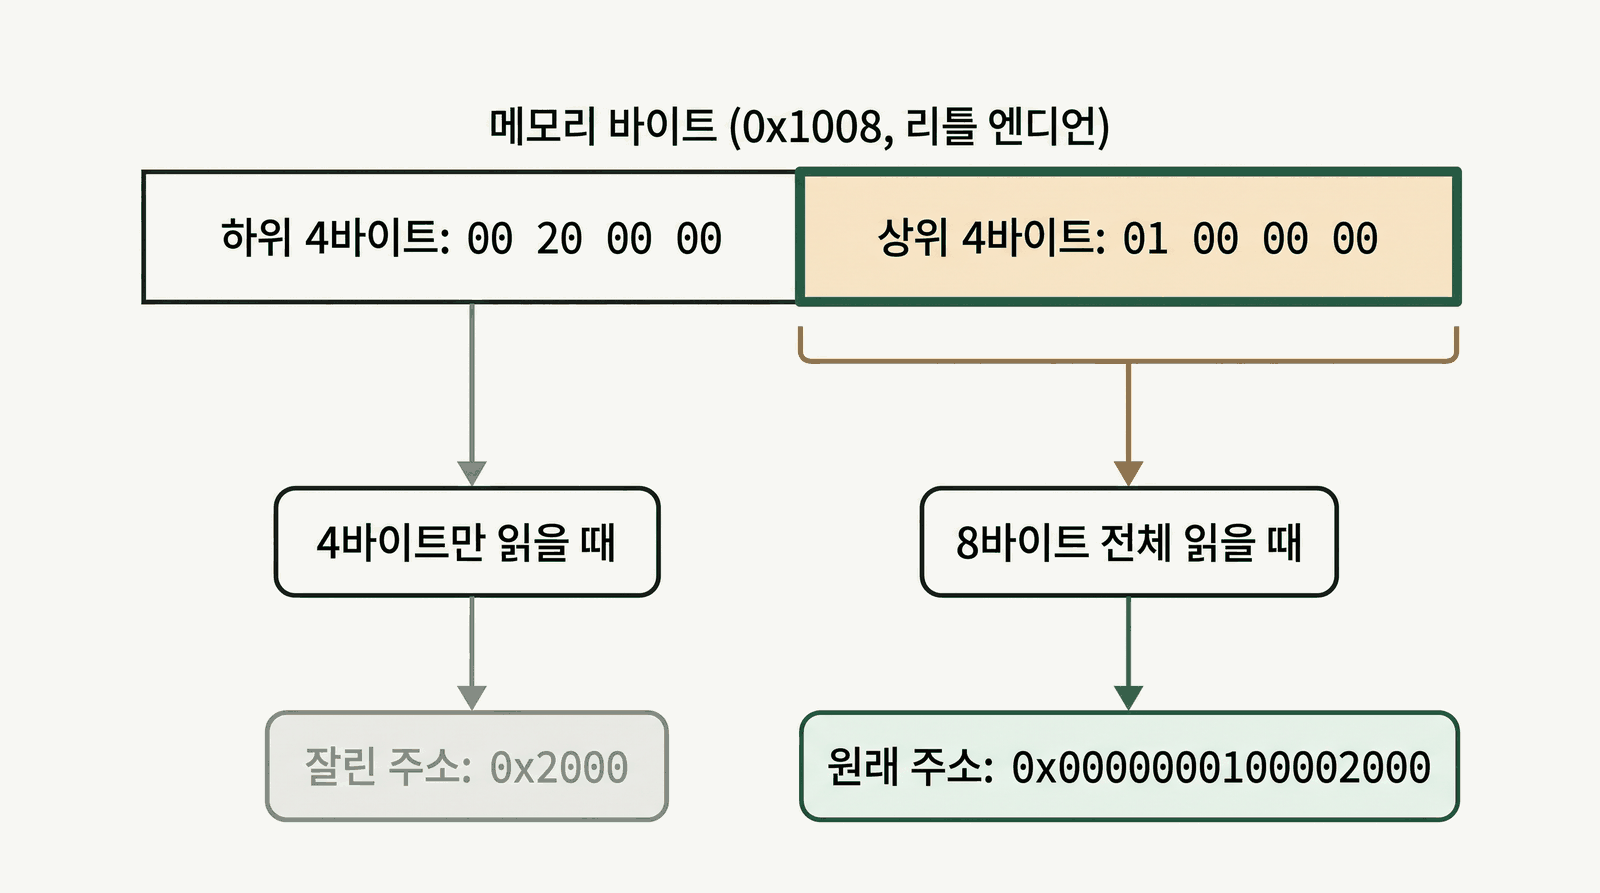 메모리 바이트 (0x1008, 리틀 엔디언)
하위 4바이트: 00 20 00 00
상위 4바이트: 01 00 00 00
4바이트만 읽을 때
8바이트 전체 읽을 때
잘린 주소: 0x2000
원래 주소: 0x0000000100002000